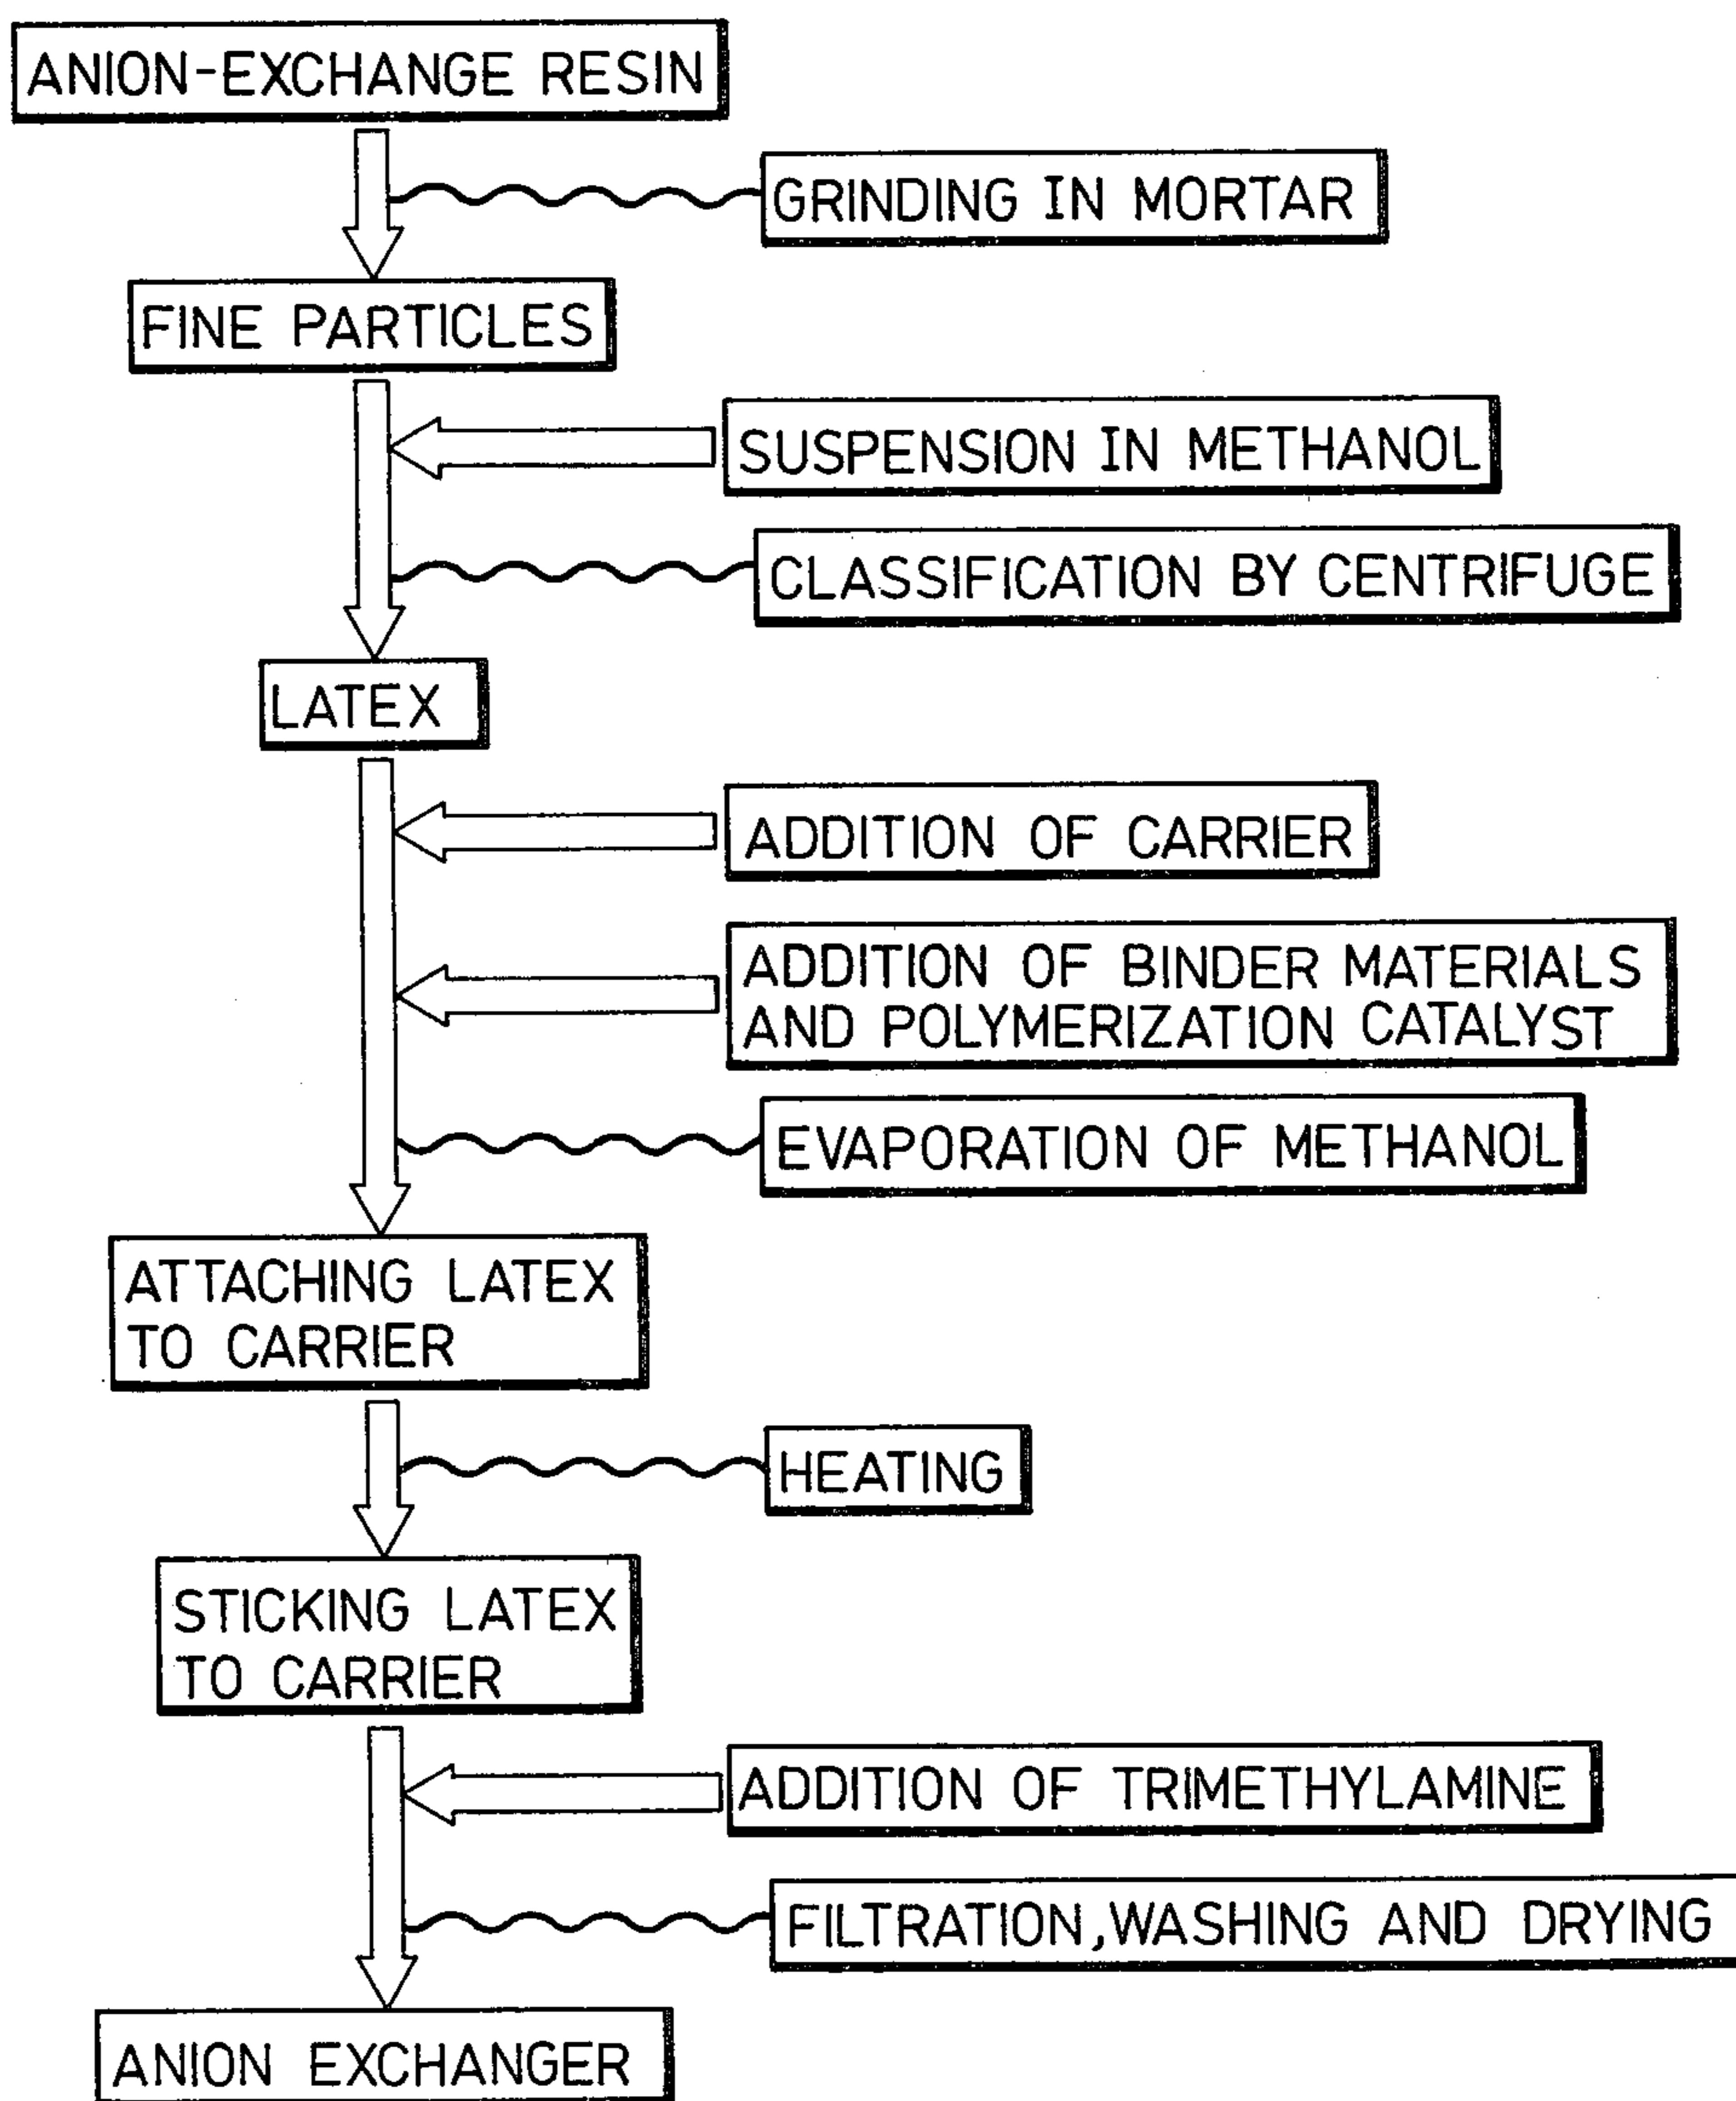 ANION-EXCHANGE RESIN
GRINDING IN MORTAR
FINE PARTICLES
SUSPENSION IN METHANOL
CLASSIFICATION BY CENTRIFUGE
LATEX
ADDITION OF CARRIER
ADDITION OF BINDER MATERIALS
AND POLYMERIZATION CATALYST
EVAPORATION OF METHANOL
ATTACHING LATEX
TO CARRIER
HEATING
STICKING LATEX
TO CARRIER
ADDITION OF TRIMETHYLAMINE
FILTRATION,WASHING AND DRYING
ANION EXCHANGER